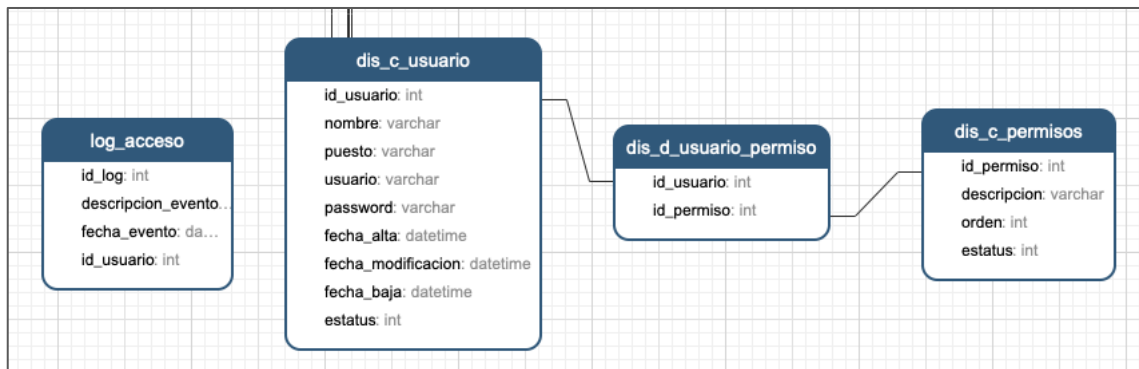 log_acceso
id_log: int
descripcion_evento...
fecha_evento: da...
id_usuario: int
dis_c_usuario
id_usuario: int
nombre: varchar
puesto: varchar
usuario: varchar
password: varchar
fecha_alta: datetime
fecha_modificacion: datetime
fecha_baja: datetime
estatus: int
dis_d_usuario_permiso
id_usuario: int
id_permiso: int
dis_c_permisos
id_permiso: int
descripcion: varchar
orden: int
estatus: int